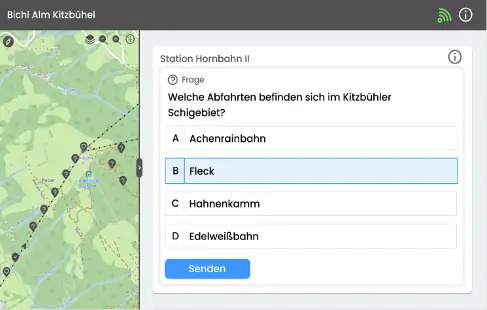 Bichl Alm Kitzbühel
Station Hornbahn II
Frage
Welche Abfahrten befinden sich im Kitzbühler
Schigebiet?
A Achenrainbahn
B Fleck
C Hahnenkamm
D Edelweißbahn
Senden